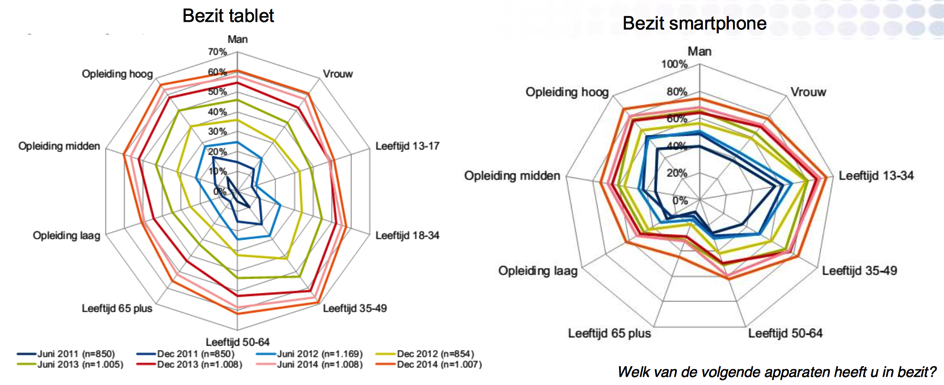 Bezit tablet
Man
70%
60%
50%
40%
30%
20%
10%
0%
Vrouw
Leeftijd 13-17
Leeftijd 18-34
Leeftijd 35-49
Leeftijd 50-64
Leeftijd 65 plus
Opleiding laag
Opleiding midden
Opleiding hoog
Juni 2011 (n=850)
Dec 2011 (n=850)
Juni 2012 (n=1.169)
Dec 2012 (n=854)
Juni 2013 (n=1.005)
Dec 2013 (n=1.008)
Juni 2014 (n=1.008)
Dec 2014 (n=1.007)
Bezit smartphone
Man
100%
80%
60%
40%
20%
0%
Vrouw
Leeftijd 13-34
Leeftijd 35-49
Leeftijd 50-64
Leeftijd 65 plus
Opleiding laag
Opleiding midden
Opleiding hoog
Welk van de volgende apparaten heeft u in bezit?